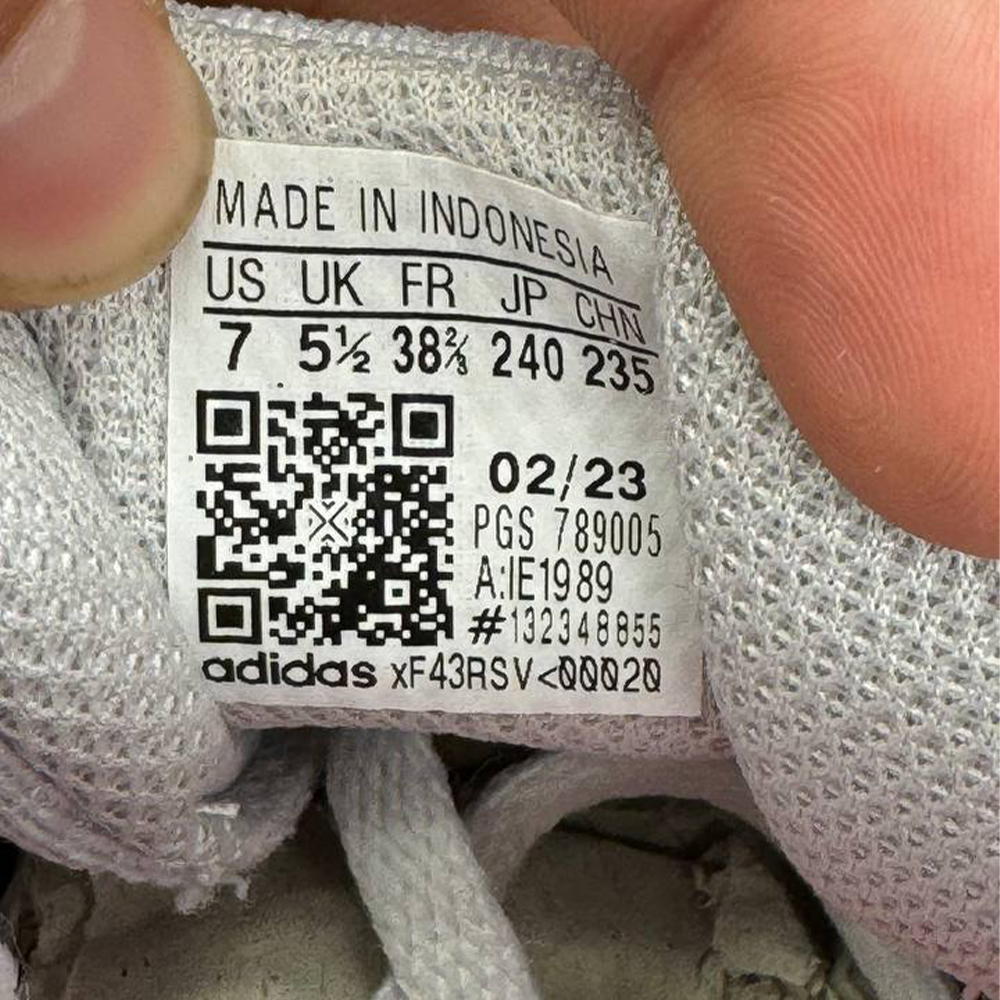 MADE IN INDONESIA
US UK FR JP CHN
7 5½ 38⅔ 240 235
02/23
PGS 789005
A:IE1989
#132348855
adidas xF43RSV<00020